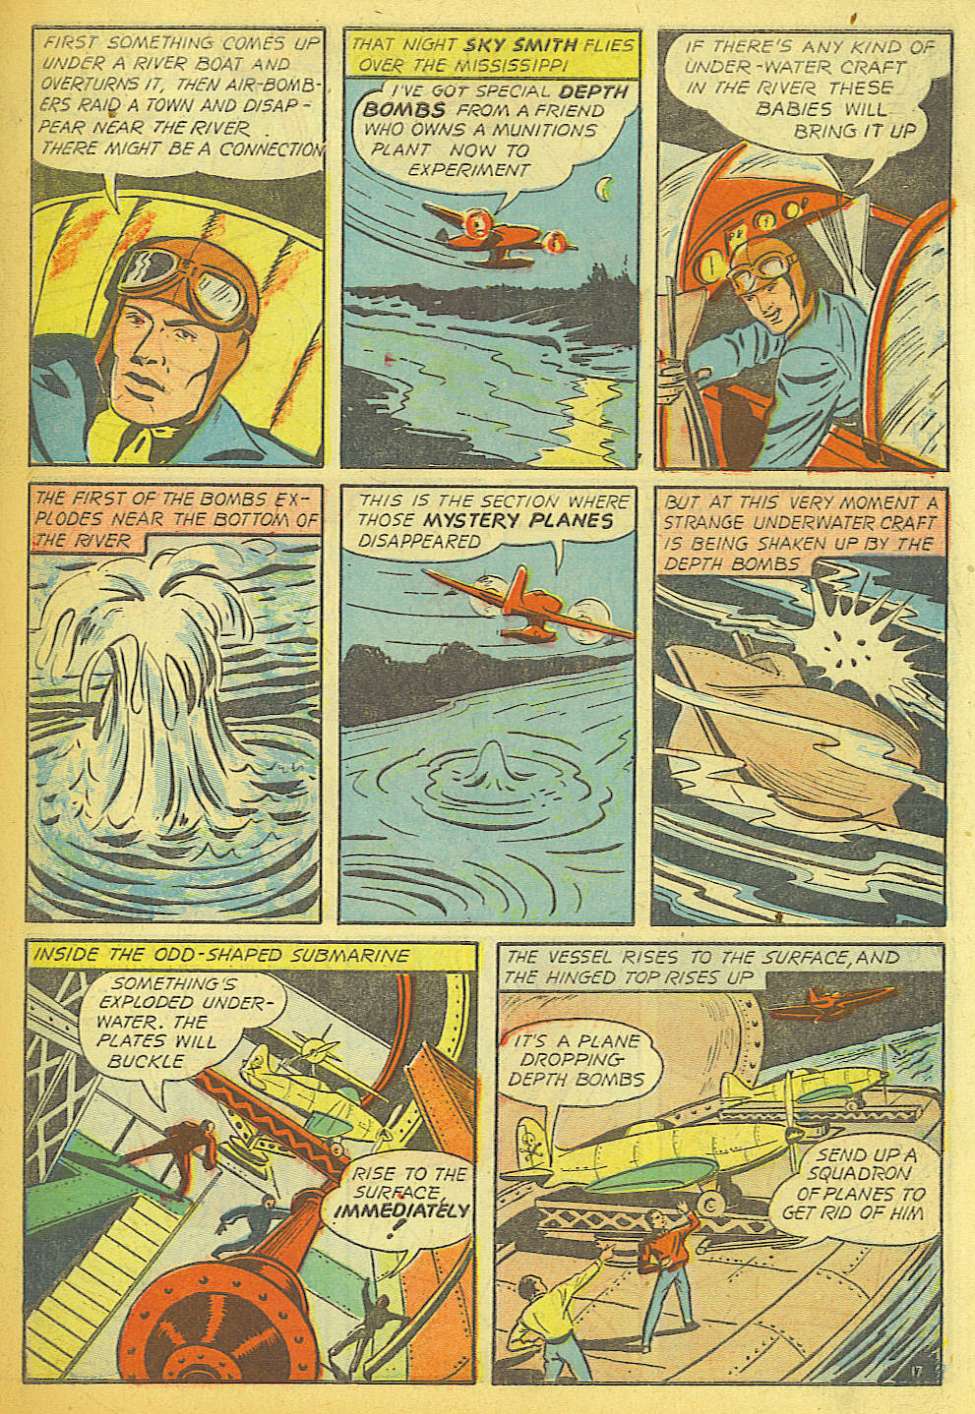 FIRST SOMETHING COMES UP
UNDER A RIVER BOAT AND
OVERTURNS IT, THEN AIR-BOMB-
ERS RAID A TOWN AND DISAP-
PEAR NEAR THE RIVER.
THERE MIGHT BE A CONNECTION
THAT NIGHT SKY SMITH FLIES
OVER THE MISSISSIPPI
I'VE GOT SPECIAL DEPTH
BOMBS FROM A FRIEND
WHO OWNS A MUNITIONS
PLANT NOW TO
EXPERIMENT
IF THERE'S ANY KIND OF
UNDER-WATER CRAFT
IN THE RIVER THESE
BABIES WILL
BRING IT UP
THE FIRST OF THE BOMBS EX-
PLODES NEAR THE BOTTOM OF
THE RIVER
THIS IS THE SECTION WHERE
THOSE MYSTERY PLANES
DISAPPEARED
BUT AT THIS VERY MOMENT A
STRANGE UNDERWATER CRAFT
IS BEING SHAKEN UP BY THE
DEPTH BOMBS
INSIDE THE ODD-SHAPED SUBMARINE
SOMETHING'S
EXPLODED UNDER-
WATER. THE
PLATES WILL
BUCKLE
RISE TO THE
SURFACE
IMMEDIATELY
!
THE VESSEL RISES TO THE SURFACE, AND
THE HINGED TOP RISES UP
IT'S A PLANE
DROPPING
DEPTH BOMBS
SEND UP A
SQUADRON
OF PLANES TO
GET RID OF HIM
17